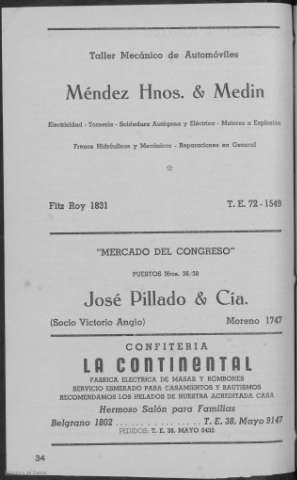 Taller Mecánico de Automóviles
Méndez Hnos. & Medin
Electricidad - Tornería - Soldadura Autógena y Eléctrica - Motores a Explosión
Frenos Hidráulicos y Mecánicos - Reparaciones en General
Fitz Roy 1831 T. E. 72 - 1549
"MERCADO DEL CONGRESO"
PUESTOS Nros. 36/38
José Pillado & Cía.
(Socio Victorio Angio) Moreno 1747
CONFITERIA
LA CONTINENTAL
FABRICA ELECTRICA DE MASAS Y BOMBONES
SERVICIO ESMERADO PARA CASAMIENTOS Y BAUTISMOS
RECOMENDAMOS LOS HELADOS DE NUESTRA ACREDITADA CASA
Hermoso Salón para Familias
Belgrano 1802 . . . . . . . . . . . . . . T. E. 38, Mayo 9147
PEDIDOS: T. E. 38, MAYO 0431
34